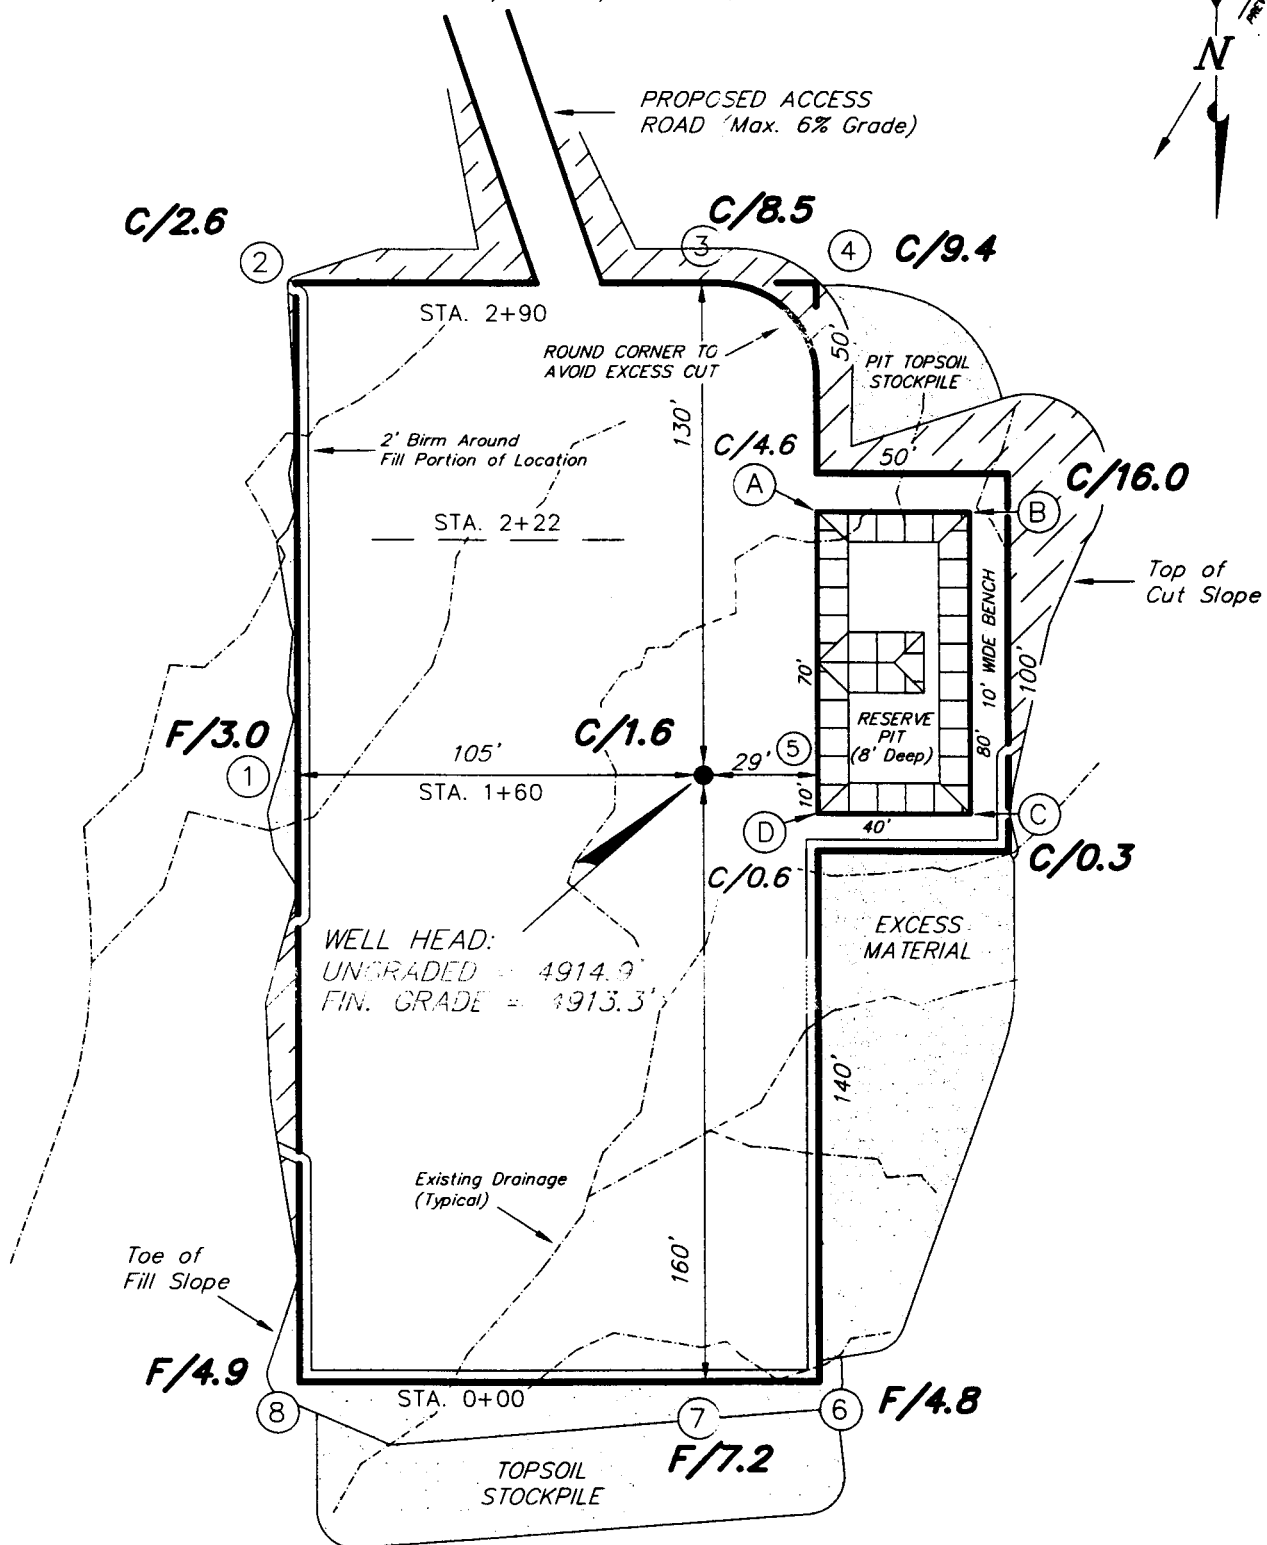 N
PROPOSED ACCESS
ROAD (Max. 6% Grade)
C/2.6
2
C/8.5
3
4
C/9.4
STA. 2+90
ROUND CORNER TO
AVOID EXCESS CUT
50'
PIT TOPSOIL
STOCKPILE
130'
2' Birm Around
Fill Portion of Location
C/4.6
50'
C/16.0
A
B
STA. 2+22
Top of
Cut Slope
10' WIDE BENCH
100'
70'
RESERVE
PIT
(8' Deep)
80'
F/3.0
1
105'
STA. 1+60
C/1.6
29'
5
10'
D
40'
C
C/0.6
C/0.3
WELL HEAD:
UNGRADED = 4914.9'
FIN. GRADE = 4913.3'
EXCESS
MATERIAL
140'
Existing Drainage
(Typical)
160'
Toe of
Fill Slope
F/4.9
8
STA. 0+00
7
F/7.2
6
F/4.8
TOPSOIL
STOCKPILE